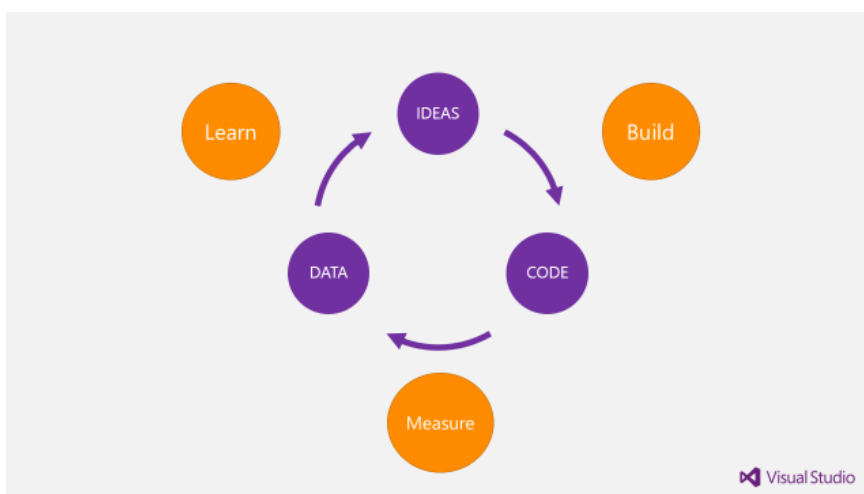 IDEAS
Learn
Build
DATA
CODE
Measure
Visual Studio